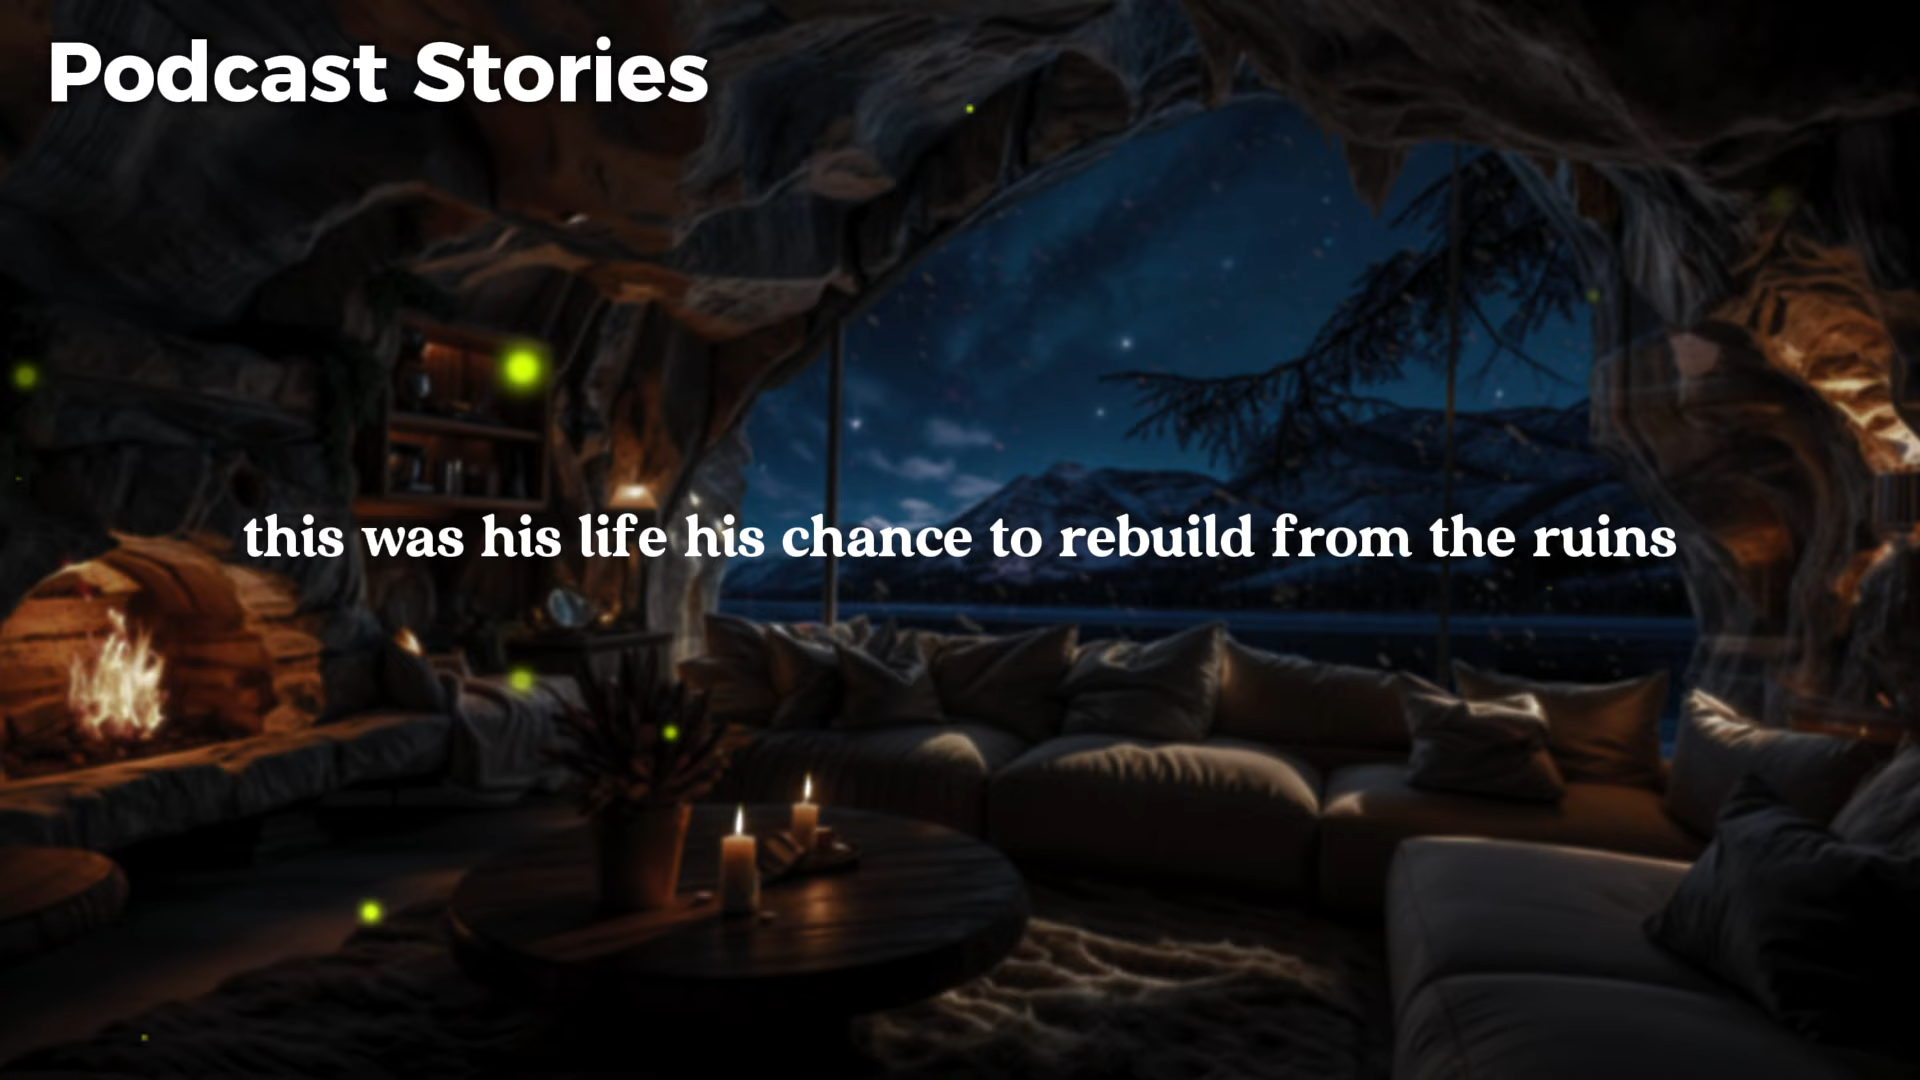 Podcast Stories
this was his life his chance to rebuild from the ruins